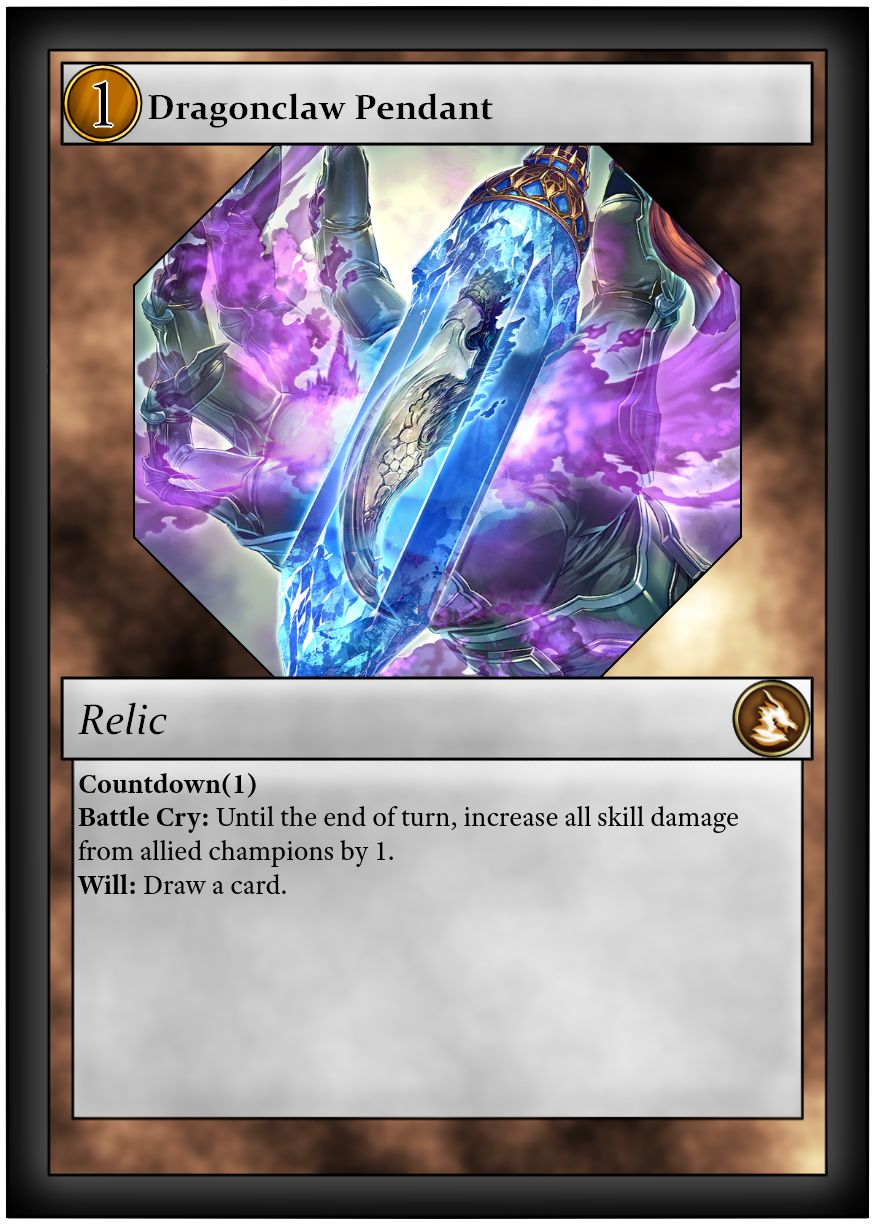 1
Dragonclaw Pendant
Relic
Countdown(1)
Battle Cry: Until the end of turn, increase all skill damage
from allied champions by 1.
Will: Draw a card.